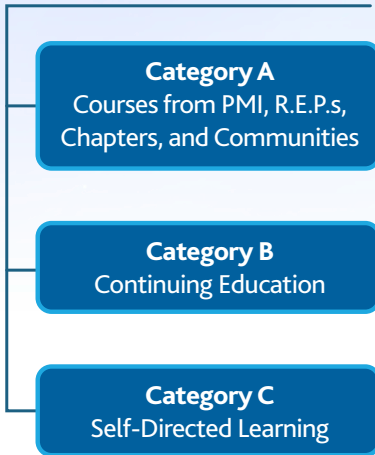 Category A
Courses from PMI, R.E.P.s,
Chapters, and Communities
Category B
Continuing Education
Category C
Self-Directed Learning